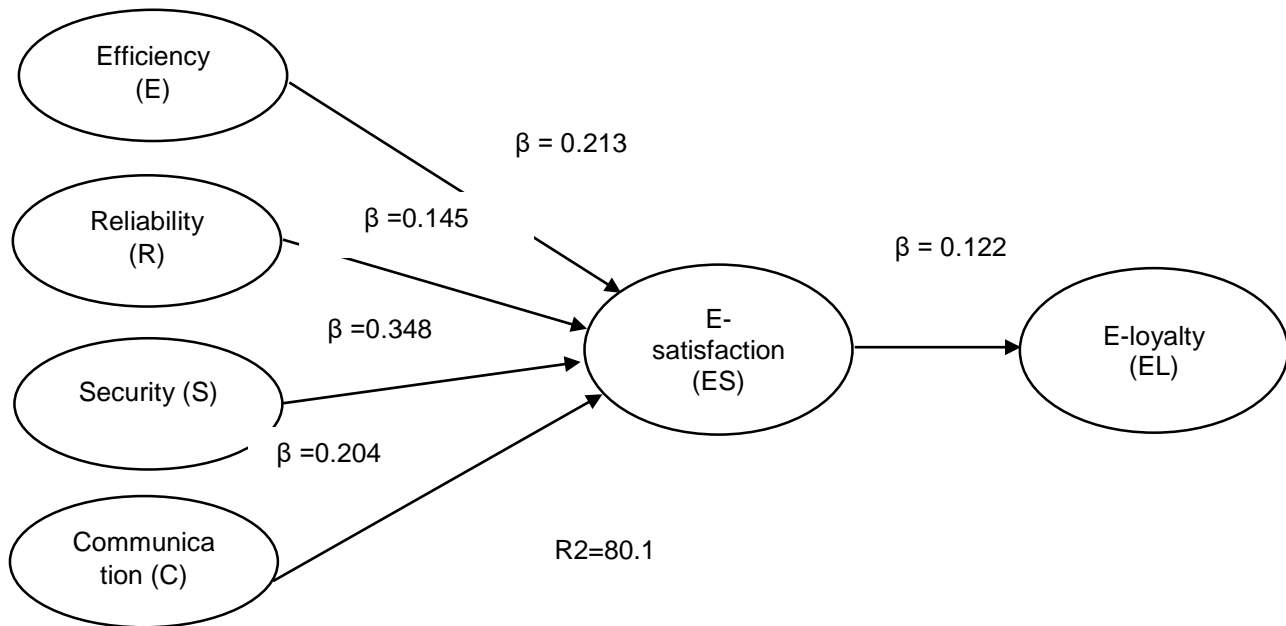 Efficiency
(E)
β = 0.213
Reliability
(R)
β =0.145
β = 0.122
E-
satisfaction
(ES)
E-loyalty
(EL)
β =0.348
Security (S)
β =0.204
Communica
tion (C)
R2=80.1